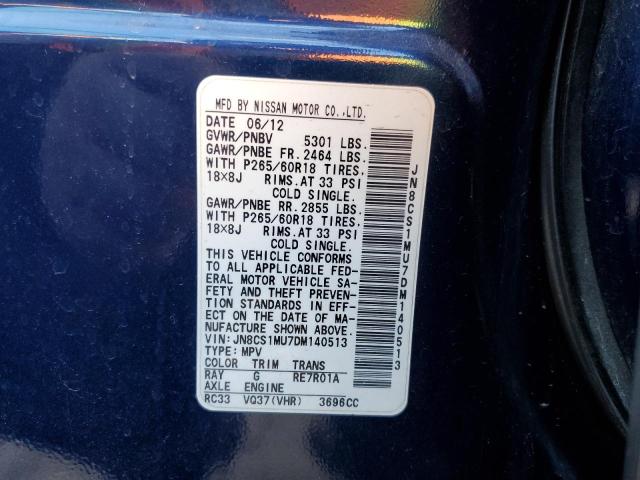 MFD BY NISSAN MOTOR CO.,LTD.
DATE 06/12
GVWR/PNBV 5301 LBS.
GAWR/PNBE FR. 2464 LBS.
WITH P265/60R18 TIRES.
18×8J RIMS.AT 33 PSI
COLD SINGLE.
GAWR/PNBE RR. 2855 LBS.
WITH P265/60R18 TIRES.
18×8J RIMS.AT 33 PSI
COLD SINGLE.
THIS VEHICLE CONFORMS
TO ALL APPLICABLE FED-
ERAL MOTOR VEHICLE SA-
FETY AND THEFT PREVEN-
TION STANDARDS IN EFF-
ECT ON THE DATE OF MA-
NUFACTURE SHOWN ABOVE.
VIN:JN8CS1MU7DM140513
TYPE: MPV
COLOR TRIM TRANS
RAY G RE7R01A
AXLE ENGINE
RC33 VQ37(VHR) 3696CC
JN8CS1MU7DM140513